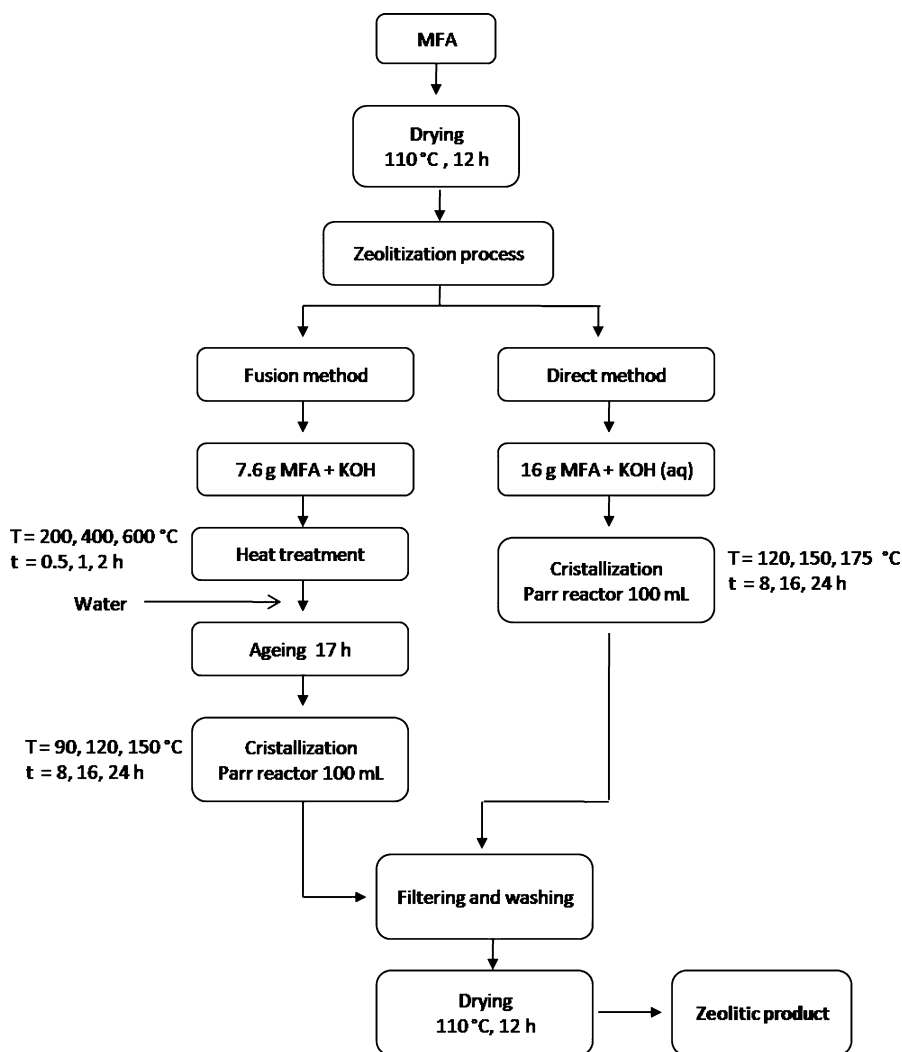 MFA
Drying
110 °C , 12 h
Zeolitization process
Fusion method
Direct method
7.6 g MFA + KOH
16 g MFA + KOH (aq)
T = 200, 400, 600 °C
t = 0.5, 1, 2 h
Heat treatment
Cristallization
Parr reactor 100 mL
T = 120, 150, 175 °C
t = 8, 16, 24 h
Water
Ageing 17 h
T = 90, 120, 150 °C
t = 8, 16, 24 h
Cristallization
Parr reactor 100 mL
Filtering and washing
Drying
110 °C, 12 h
Zeolitic product